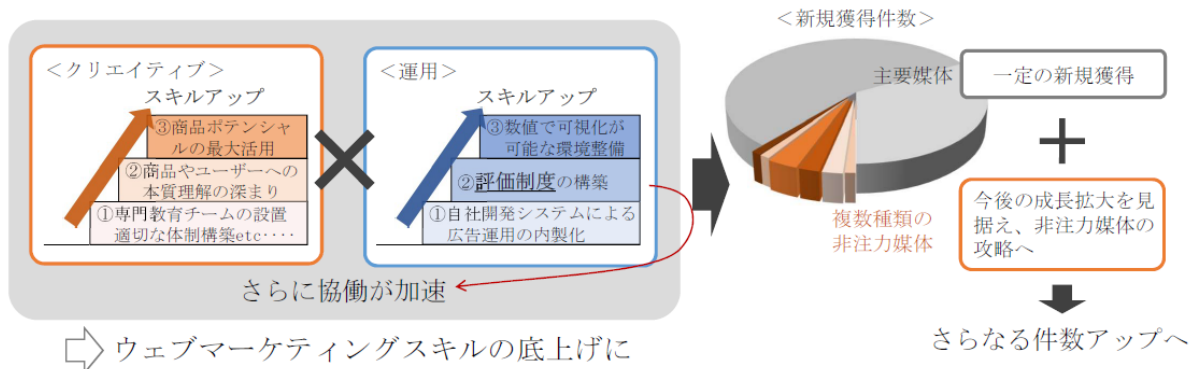 ＜クリエイティブ＞
スキルアップ
③商品ポテンシャ
ルの最大活用
②商品やユーザーへの
本質理解の深まり
①専門教育チームの設置
適切な体制構築etc‥‥
＜運用＞
スキルアップ
③数値で可視化が
可能な環境整備
②評価制度の構築
①自社開発システムによる
広告運用の内製化
さらに協働が加速
ウェブマーケティングスキルの底上げに
＜新規獲得件数＞
主要媒体
複数種類の
非注力媒体
一定の新規獲得
今後の成長拡大を見
据え、非注力媒体の
攻略へ
さらなる件数アップへ